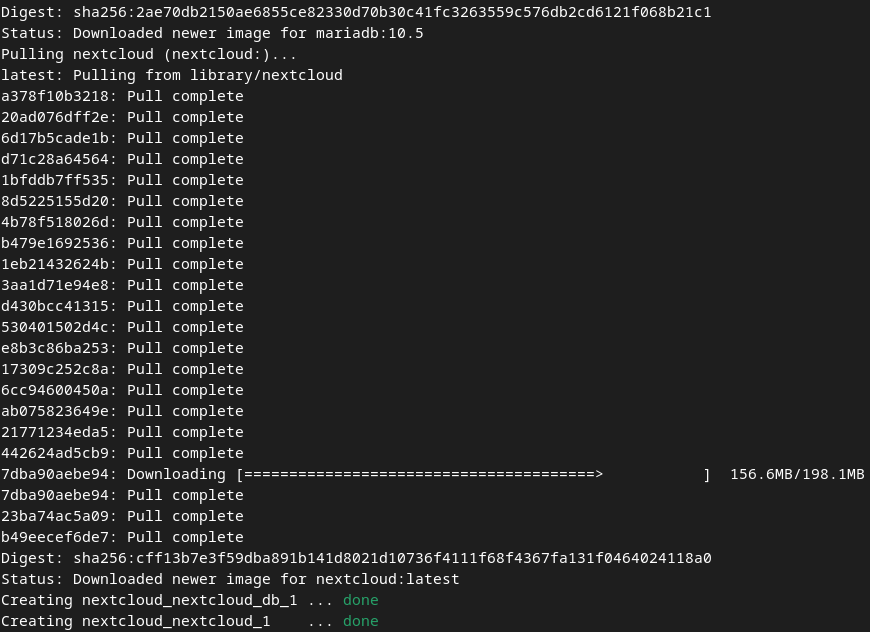 Digest: sha256:2ae70db2150ae6855ce82330d70b30c41fc3263559c576db2cd6121f068b21c1
Status: Downloaded newer image for mariadb:10.5
Pulling nextcloud (nextcloud:)...
latest: Pulling from library/nextcloud
a378f10b3218: Pull complete
20ad076dff2e: Pull complete
6d17b5cade1b: Pull complete
d71c28a64564: Pull complete
1bfddb7ff535: Pull complete
8d5225155d20: Pull complete
4b78f518026d: Pull complete
b479e1692536: Pull complete
1eb21432624b: Pull complete
3aa1d71e94e8: Pull complete
d430bcc41315: Pull complete
530401502d4c: Pull complete
e8b3c86ba253: Pull complete
17309c252c8a: Pull complete
6cc94600450a: Pull complete
ab075823649e: Pull complete
21771234eda5: Pull complete
442624ad5cb9: Pull complete
7dba90aebe94: Downloading [=======================================>           ]  156.6MB/198.1MB
7dba90aebe94: Pull complete
23ba74ac5a09: Pull complete
b49eecef6de7: Pull complete
Digest: sha256:cff13b7e3f59dba891b141d8021d10736f4111f68f4367fa131f0464024118a0
Status: Downloaded newer image for nextcloud:latest
Creating nextcloud_nextcloud_db_1 ... done
Creating nextcloud_nextcloud_1    ... done